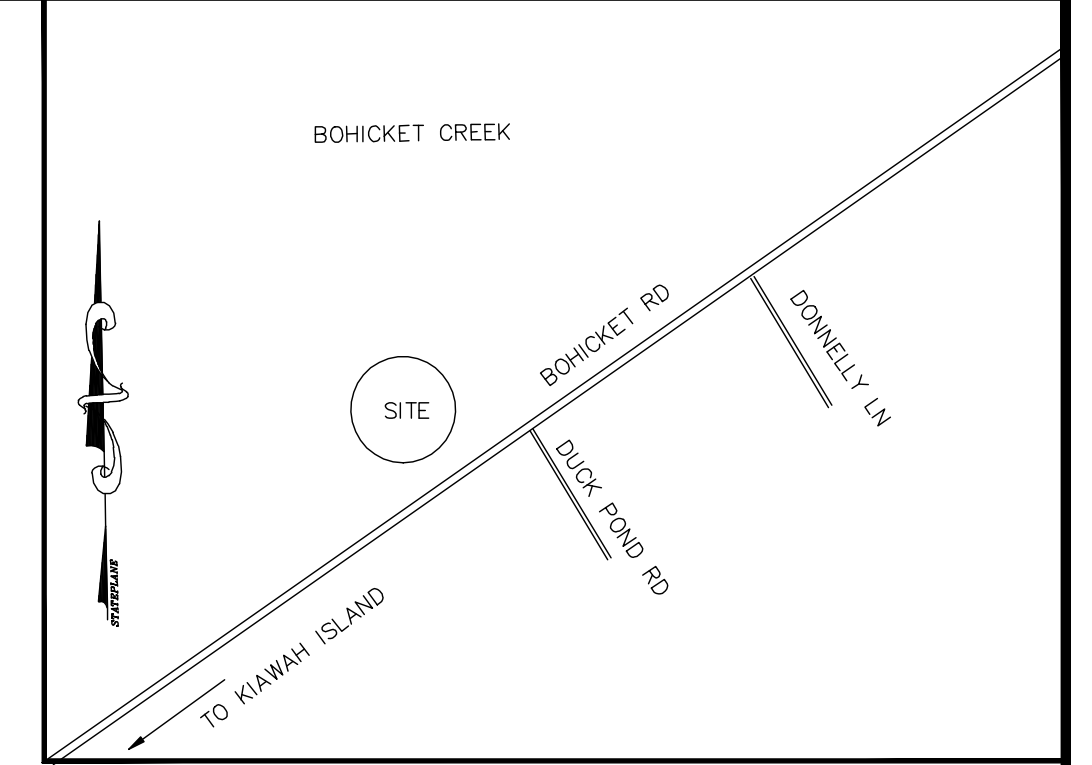 BOHICKET CREEK
BOHICKET RD
DONNELLY LN
SITE
DUCK POND RD
STATEPLANE
TO KIAWAH ISLAND